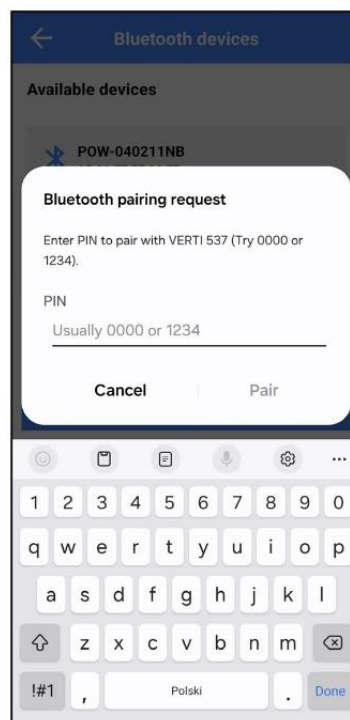 Bluetooth devices
Available devices
POW-040211NB
Bluetooth pairing request
Enter PIN to pair with VERTI 537 (Try 0000 or
1234).
PIN
Usually 0000 or 1234
Cancel Pair
1 2 3 4 5 6 7 8 9 0
q w e r t y u i o p
a s d f g h j k l
z x c v b n m
!#1 , Polski . Done